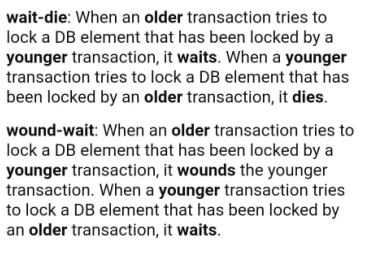 wait-die: When an older transaction tries to
lock a DB element that has been locked by a
younger transaction, it waits. When a younger
transaction tries to lock a DB element that has
been locked by an older transaction, it dies.
wound-wait: When an older transaction tries to
lock a DB element that has been locked by a
younger transaction, it wounds the younger
transaction. When a younger transaction tries
to lock a DB element that has been locked by
an older transaction, it waits.